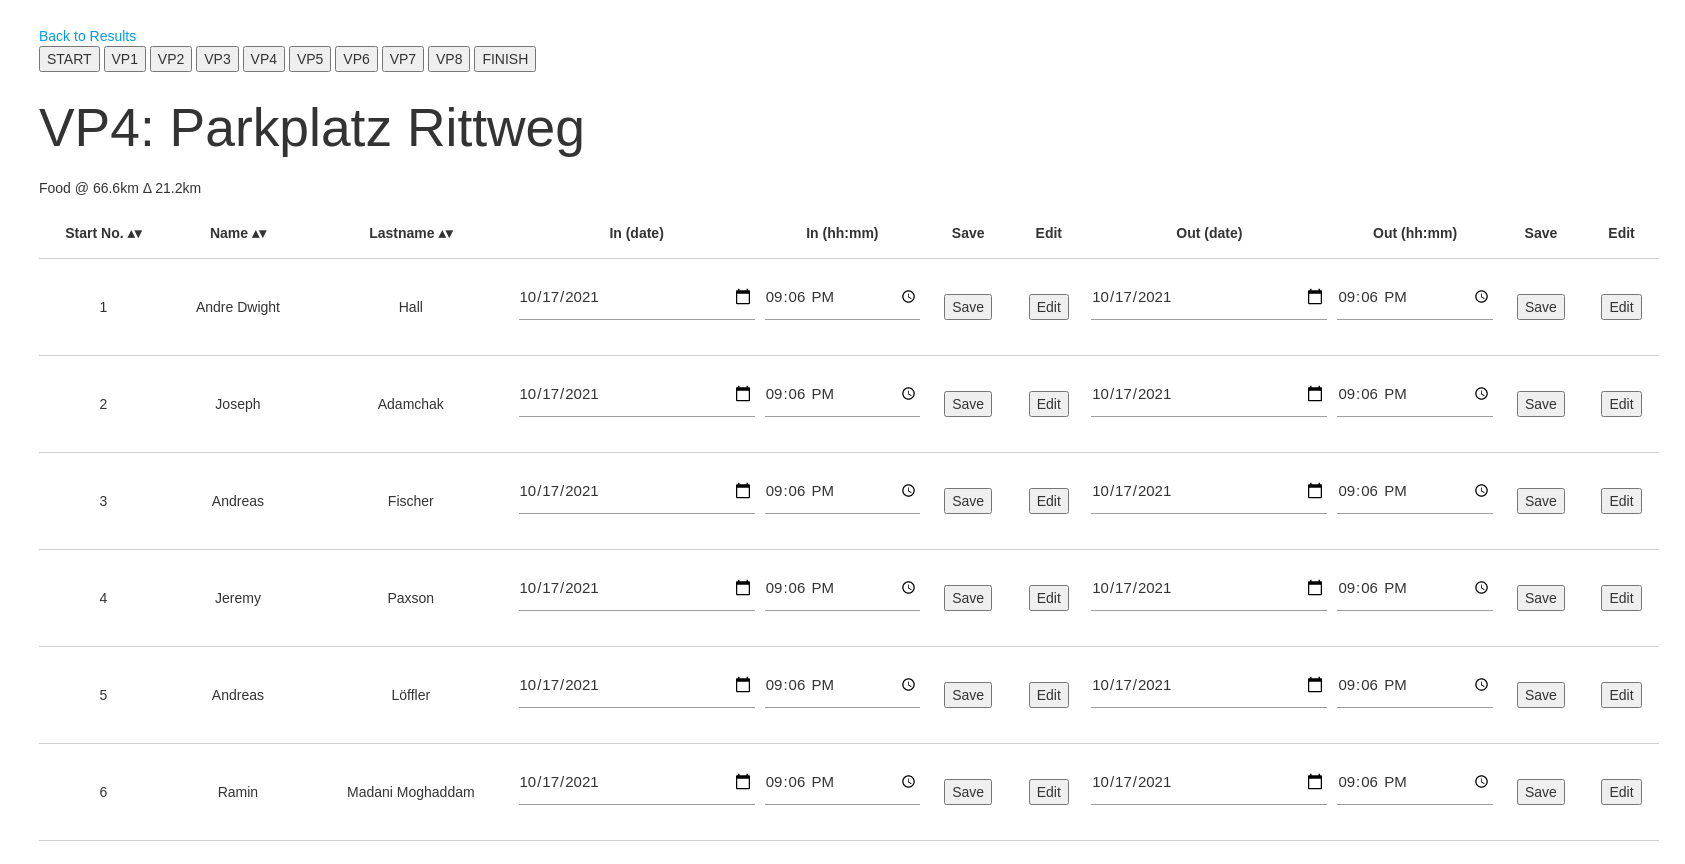 Back to Results
START VP1 VP2 VP3 VP4 VP5 VP6 VP7 VP8 FINISH
VP4: Parkplatz Rittweg
Food @ 66.6km Δ 21.2km
Start No. ▲▼ Name ▲▼ Lastname ▲▼ In (date) In (hh:mm) Save Edit Out (date) Out (hh:mm) Save Edit
1 Andre Dwight Hall 10/17/2021 09:06 PM Save Edit 10/17/2021 09:06 PM Save Edit
2 Joseph Adamchak 10/17/2021 09:06 PM Save Edit 10/17/2021 09:06 PM Save Edit
3 Andreas Fischer 10/17/2021 09:06 PM Save Edit 10/17/2021 09:06 PM Save Edit
4 Jeremy Paxson 10/17/2021 09:06 PM Save Edit 10/17/2021 09:06 PM Save Edit
5 Andreas Löffler 10/17/2021 09:06 PM Save Edit 10/17/2021 09:06 PM Save Edit
6 Ramin Madani Moghaddam 10/17/2021 09:06 PM Save Edit 10/17/2021 09:06 PM Save Edit